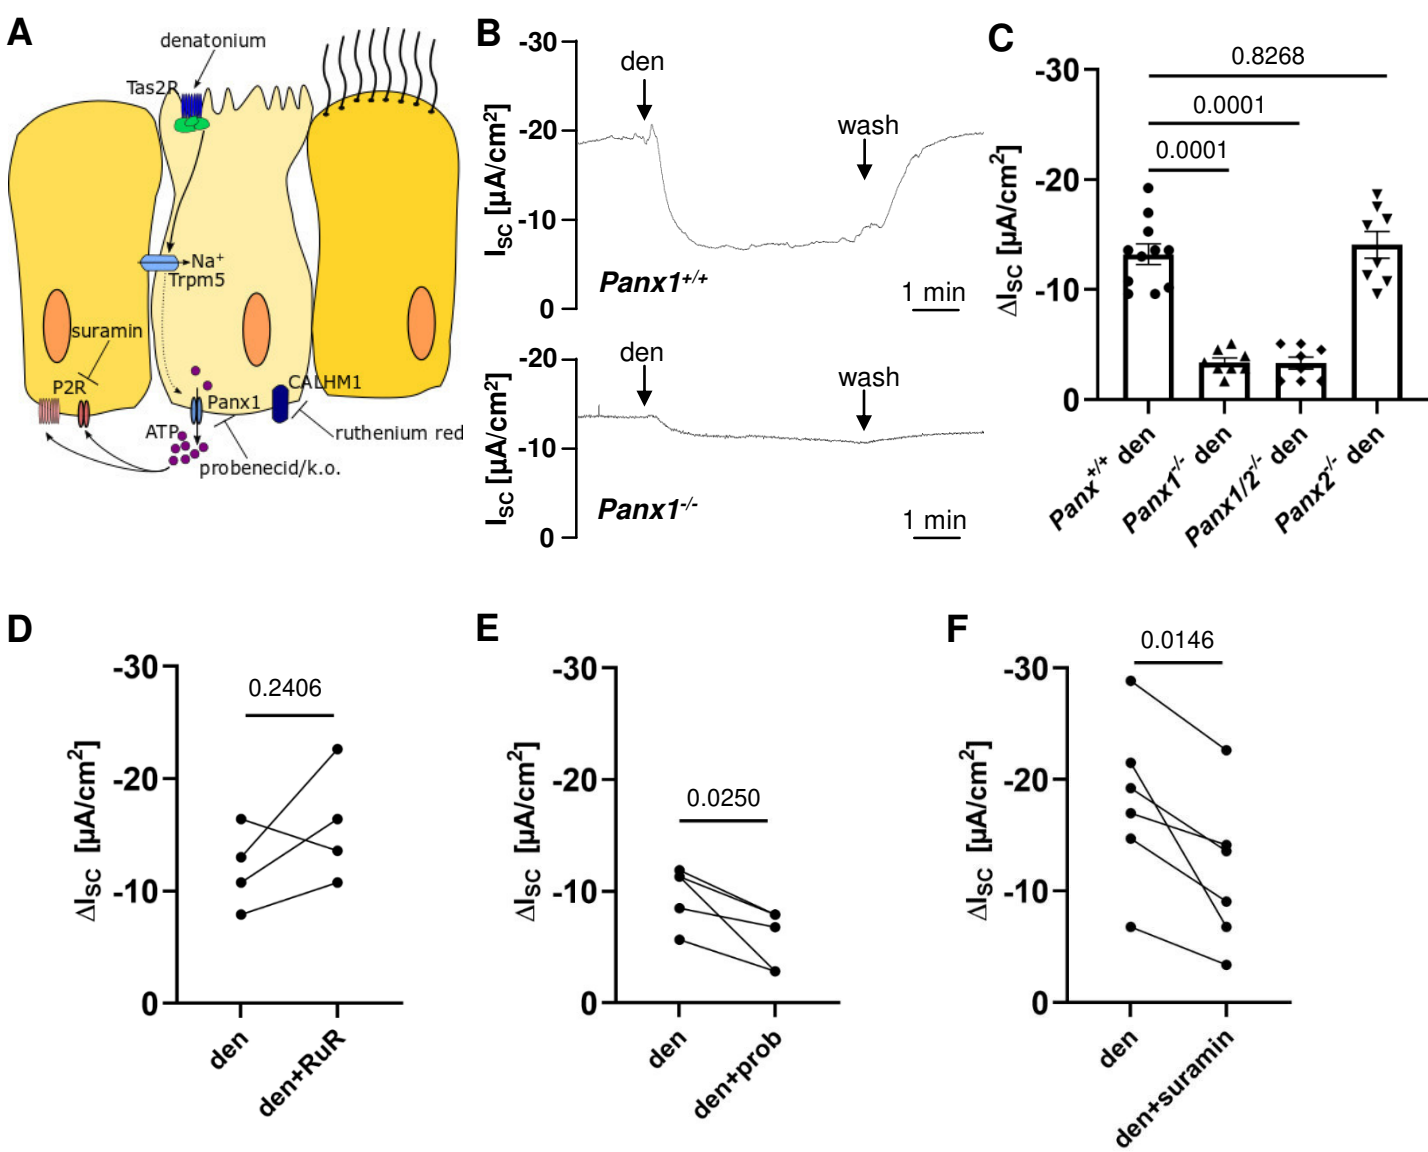 A
denatonium
Tas2R
Na⁺
Trpm5
suramin
P2R
CALHM1
Panx1
ATP
ruthenium red
probenecid/k.o.
B
-30
-20
-10
0
I_SC [µA/cm²]
den
wash
Panx1⁺/⁺
1 min
-20
-10
0
I_SC [µA/cm²]
den
wash
Panx1⁻/⁻
1 min
C
-30
-20
-10
0
ΔI_SC [µA/cm²]
0.8268
0.0001
0.0001
Panx⁺/⁺ den
Panx1⁻/⁻ den
Panx1/2⁻/⁻ den
Panx2⁻/⁻ den
D
-30
-20
-10
0
ΔI_SC [µA/cm²]
0.2406
den
den+RuR
E
-30
-20
-10
0
ΔI_SC [µA/cm²]
0.0250
den
den+prob
F
-30
-20
-10
0
ΔI_SC [µA/cm²]
0.0146
den
den+suramin